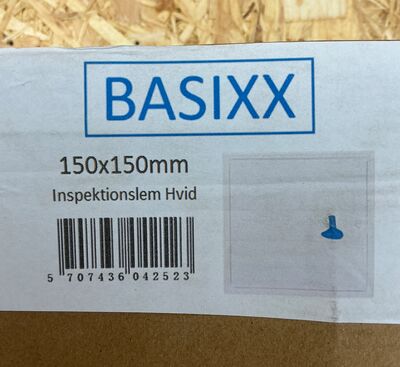 BASIXX
150x150mm
Inspektionslem Hvid
5 707436 042523